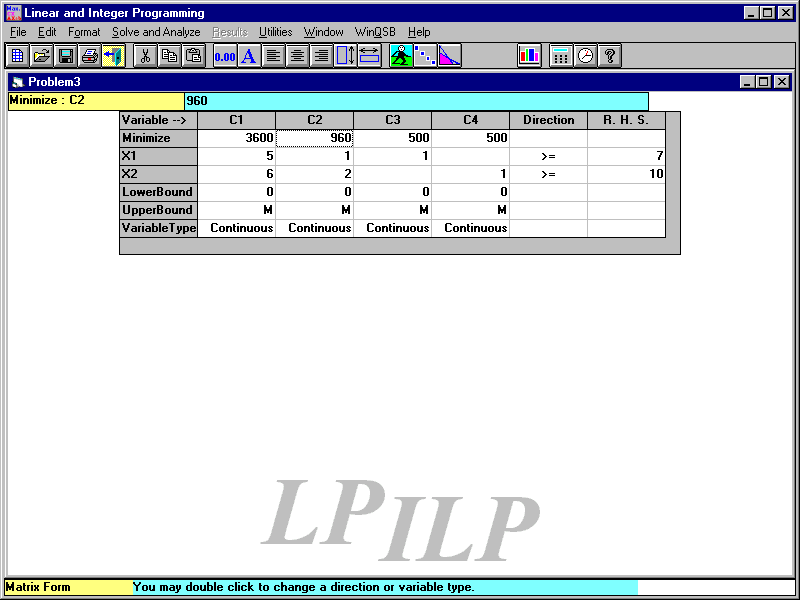 Linear and Integer Programming
File Edit Format Solve and Analyze Results Utilities Window WinQSB Help
0.00 A ?
Problem3
Minimize : C2 960
Variable --> C1 C2 C3 C4 Direction R. H. S.
Minimize 3600 960 500 500
X1 5 1 1 >= 7
X2 6 2 1 >= 10
LowerBound 0 0 0 0
UpperBound M M M M
VariableType Continuous Continuous Continuous Continuous
LP ILP
Matrix Form You may double click to change a direction or variable type.